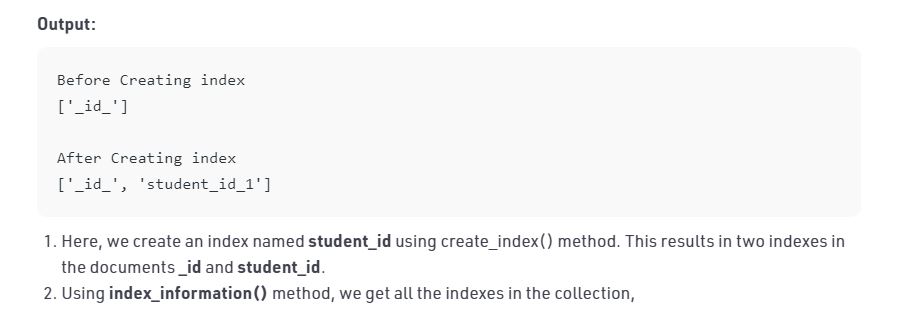 Output:
Before Creating index
['_id_']
After Creating index
['_id_', 'student_id_1']
1. Here, we create an index named student_id using create_index() method. This results in two indexes in
the documents _id and student_id.
2. Using index_information() method, we get all the indexes in the collection,